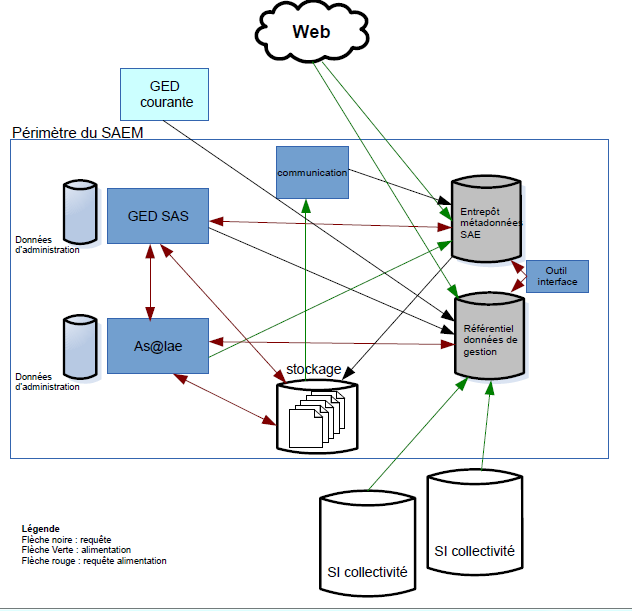 Web
GED
courante
Périmètre du SAEM
communication
GED SAS
Entrepôt
métadonnées
SAE
Données
d'administration
Outil
interface
As@lae
Référentiel
données de
gestion
stockage
Données
d'administration
SI collectivité
SI collectivité
Légende
Flèche noire : requête
Flèche Verte : alimentation
Flèche rouge : requête alimentation